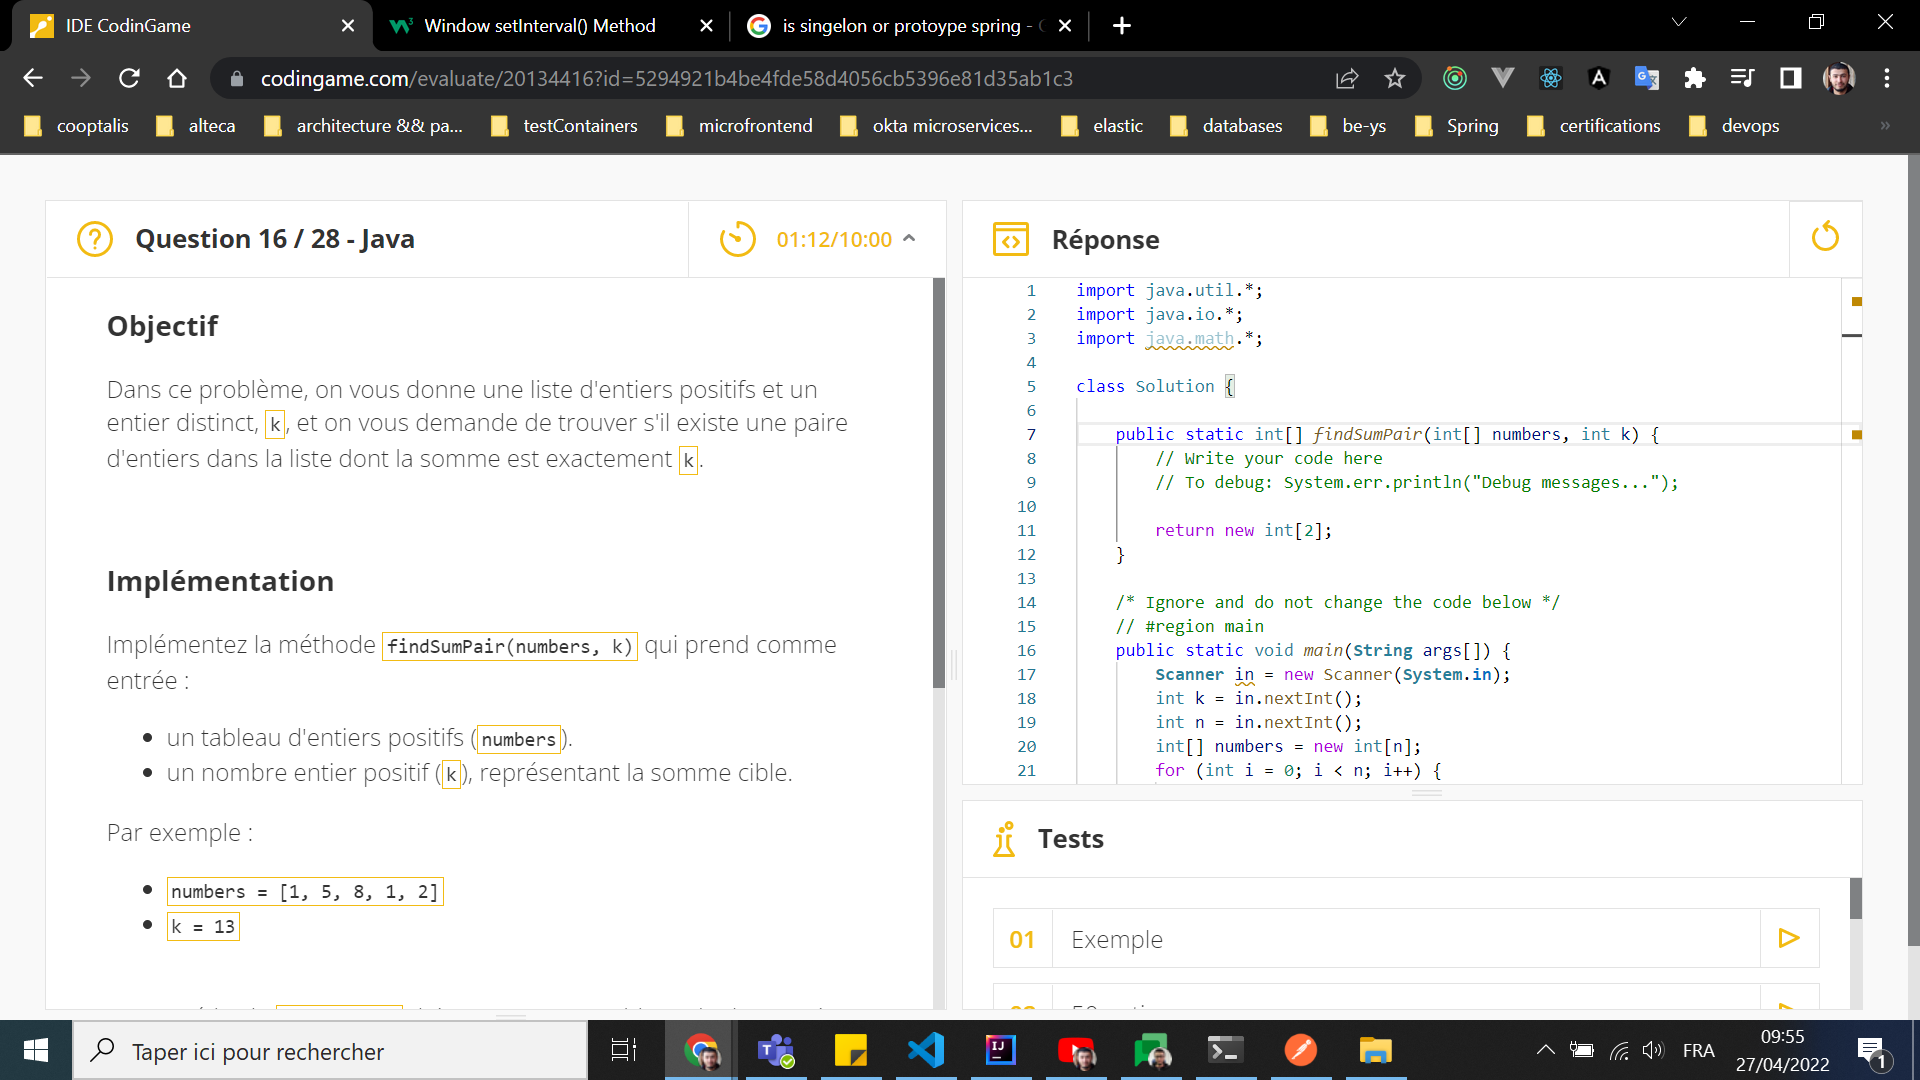 IDE CodinGame
Window setInterval() Method
is singelon or protoype spring -
codingame.com/evaluate/20134416?id=5294921b4be4fde58d4056cb5396e81d35ab1c3
cooptalis
alteca
architecture && pa...
testContainers
microfrontend
okta microservices...
elastic
databases
be-ys
Spring
certifications
devops
»
Question 16 / 28 - Java
01:12/10:00
Objectif
Dans ce problème, on vous donne une liste d'entiers positifs et un
entier distinct, k, et on vous demande de trouver s'il existe une paire
d'entiers dans la liste dont la somme est exactement k.
Implémentation
Implémentez la méthode findSumPair(numbers, k) qui prend comme
entrée :
• un tableau d'entiers positifs (numbers).
• un nombre entier positif (k), représentant la somme cible.
Par exemple :
• numbers = [1, 5, 8, 1, 2]
• k = 13
Réponse
1 import java.util.*;
2 import java.io.*;
3 import java.math.*;
4
5 class Solution {
6
7 public static int[] findSumPair(int[] numbers, int k) {
8 // Write your code here
9 // To debug: System.err.println("Debug messages...");
10
11 return new int[2];
12 }
13
14 /* Ignore and do not change the code below */
15 // #region main
16 public static void main(String args[]) {
17 Scanner in = new Scanner(System.in);
18 int k = in.nextInt();
19 int n = in.nextInt();
20 int[] numbers = new int[n];
21 for (int i = 0; i < n; i++) {
Tests
01 Exemple
Taper ici pour rechercher
FRA
09:55
27/04/2022
1